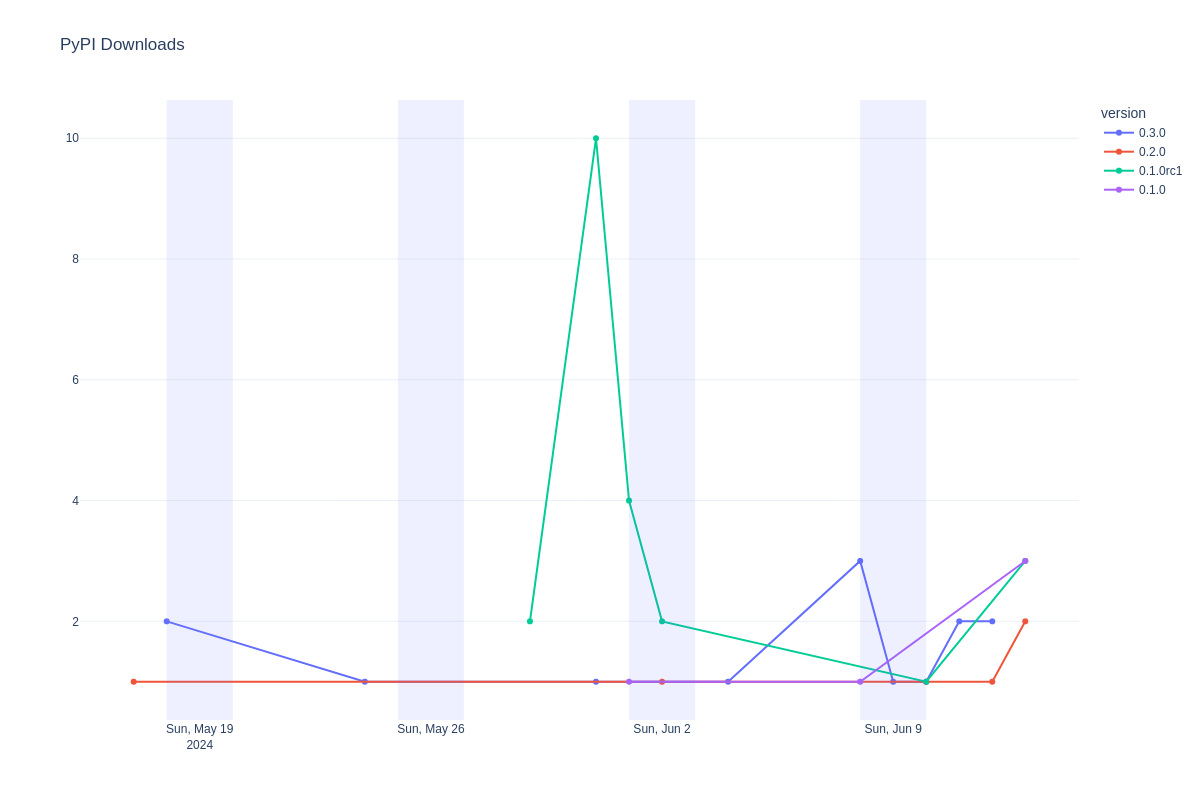 PyPI Downloads
version
0.3.0
0.2.0
0.1.0rc1
0.1.0
10
8
6
4
2
Sun, May 19
2024
Sun, May 26
Sun, Jun 2
Sun, Jun 9